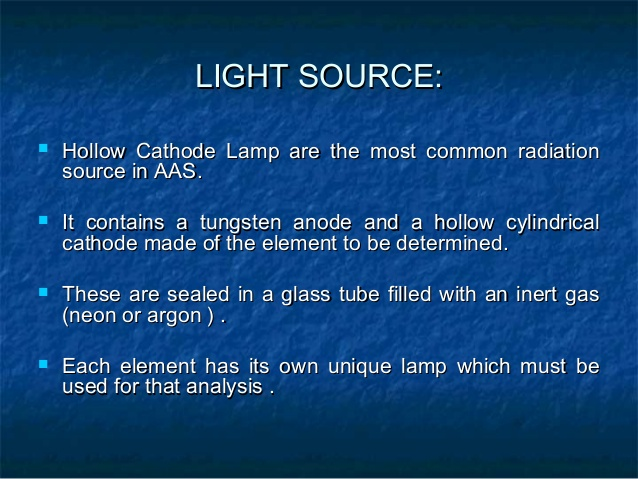 LIGHT SOURCE:
Hollow Cathode Lamp are the most common radiation
source in AAS.
It contains a tungsten anode and a hollow cylindrical
cathode made of the element to be determined.
These are sealed in a glass tube filled with an inert gas
(neon or argon ) .
Each element has its own unique lamp which must be
used for that analysis .